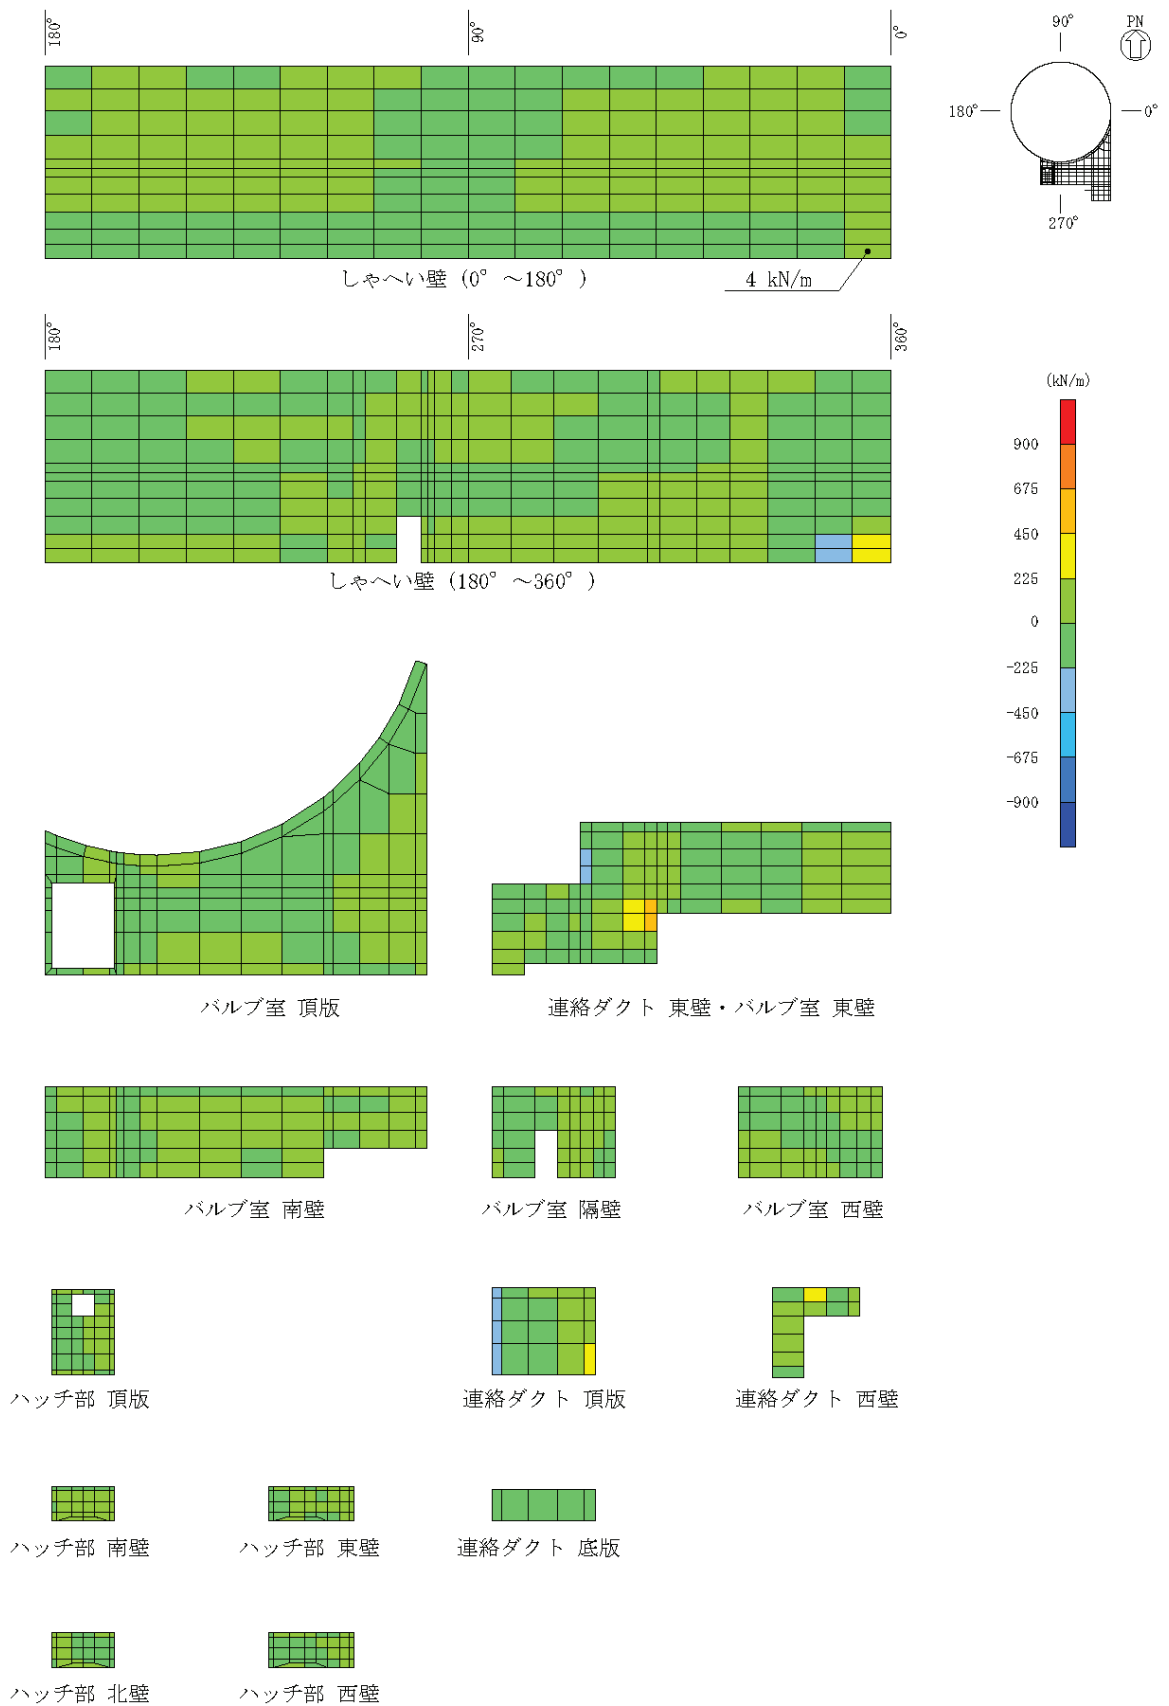 180°
90°
0°
90°
PN
180°
0°
270°
しゃへい壁 (0° ～180° )
4 kN/m
180°
270°
360°
しゃへい壁 (180° ～360° )
(kN/m)
900
675
450
225
0
-225
-450
-675
-900
バルブ室 頂版
連絡ダクト 東壁・バルブ室 東壁
バルブ室 南壁
バルブ室 隔壁
バルブ室 西壁
ハッチ部 頂版
連絡ダクト 頂版
連絡ダクト 西壁
ハッチ部 南壁
ハッチ部 東壁
連絡ダクト 底版
ハッチ部 北壁
ハッチ部 西壁